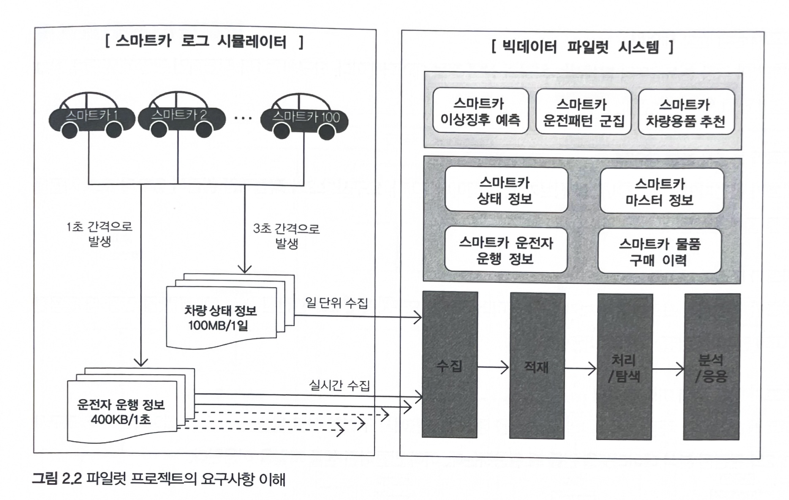 [ 스마트카 로그 시뮬레이터 ]
스마트카 1
스마트카 2
...
스마트카 100
1초 간격으로
발생
3초 간격으로
발생
차량 상태 정보
100MB/1일
일 단위 수집
운전자 운행 정보
400KB/1초
실시간 수집
[ 빅데이터 파일럿 시스템 ]
스마트카
이상징후 예측
스마트카
운전패턴 군집
스마트카
차량용품 추천
스마트카
상태 정보
스마트카
마스터 정보
스마트카 운전자
운행 정보
스마트카 물품
구매 이력
수집
적재
처리
/탐색
분석
/응용
그림 2.2 파일럿 프로젝트의 요구사항 이해